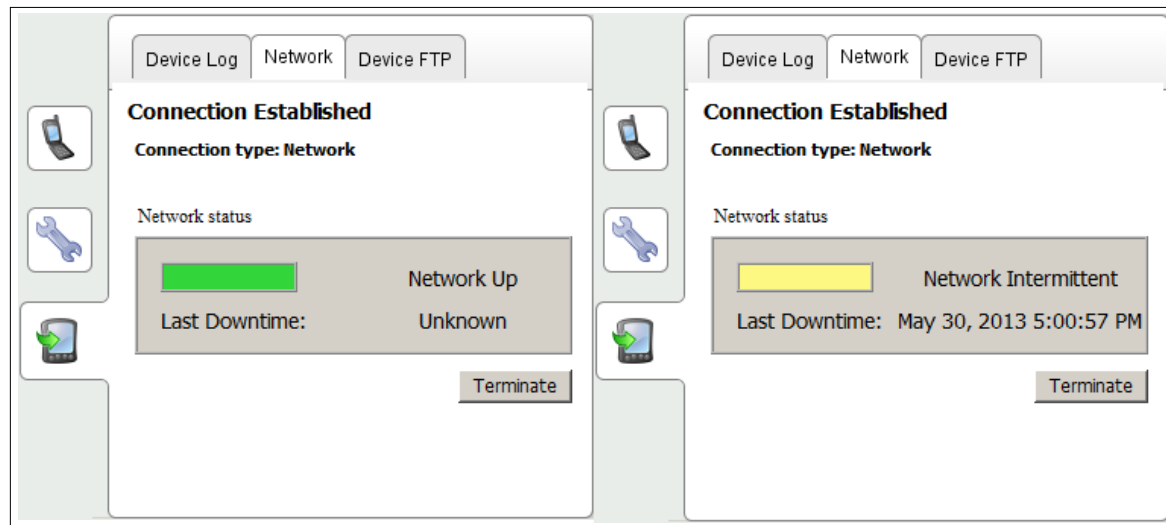 Device Log Network Device FTP
Connection Established
Connection type: Network
Network status
Network Up
Last Downtime: Unknown
Terminate
Device Log Network Device FTP
Connection Established
Connection type: Network
Network status
Network Intermittent
Last Downtime: May 30, 2013 5:00:57 PM
Terminate